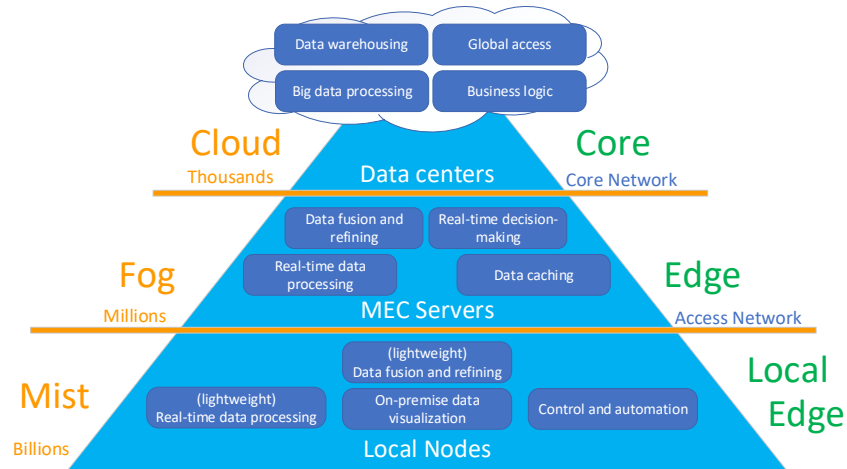 Data warehousing
Global access
Big data processing
Business logic
Cloud
Core
Thousands
Data centers
Core Network
Data fusion and
refining
Real-time decision-
making
Real-time data
processing
Data caching
Fog
Edge
Millions
MEC Servers
Access Network
(lightweight)
Data fusion and refining
Local
Edge
Mist
(lightweight)
Real-time data processing
On-premise data
visualization
Control and automation
Billions
Local Nodes